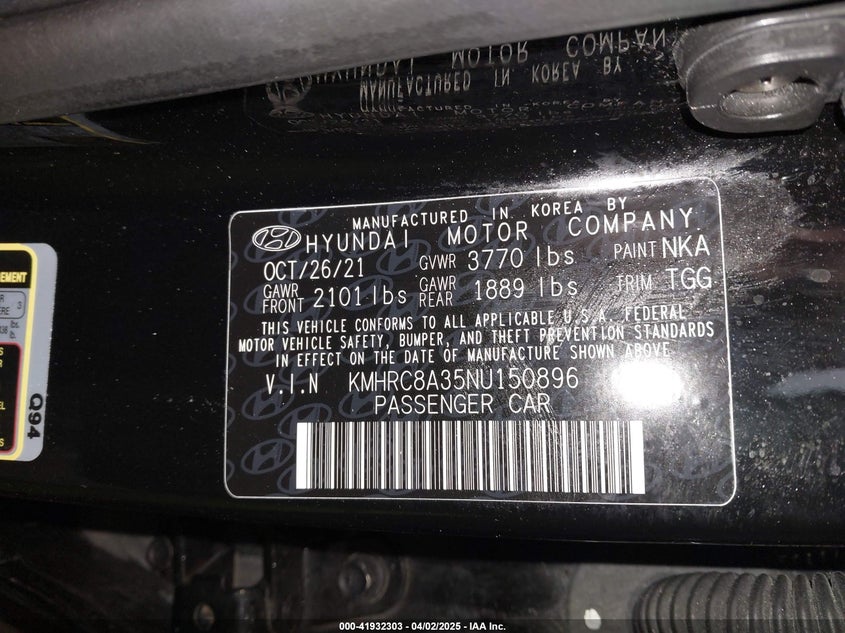 MANUFACTURED IN KOREA BY
HYUNDAI MOTOR COMPANY
OCT/26/21 GVWR 3770 lbs PAINT NKA
GAWR FRONT 2101 lbs GAWR REAR 1889 lbs TRIM TGG
THIS VEHICLE CONFORMS TO ALL APPLICABLE U.S.A. FEDERAL
MOTOR VEHICLE SAFETY, BUMPER, AND THEFT PREVENTION STANDARDS
IN EFFECT ON THE DATE OF MANUFACTURE SHOWN ABOVE
V.I.N KMHRC8A35NU150896
PASSENGER CAR
Q94
000-41932303 - 04/02/2025 - IAA Inc.